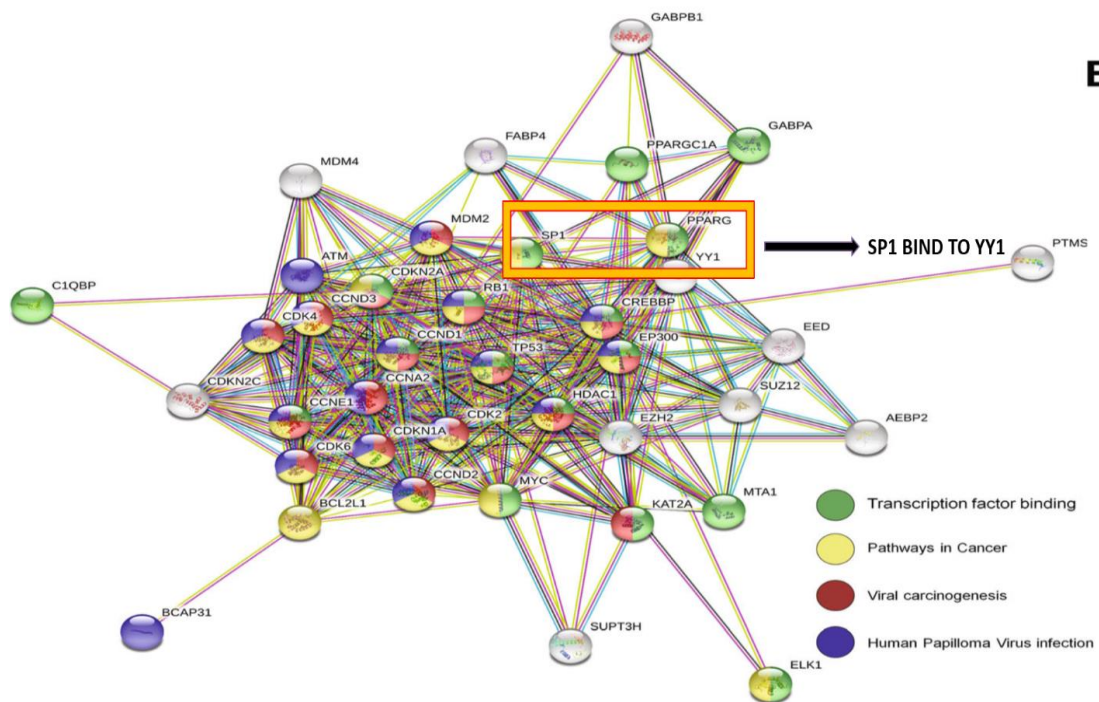 GABPB1
E
GABPA
FABP4
PPARGC1A
MDM4
MDM2
SP1
PPARG
SP1 BIND TO YY1
PTMS
YY1
ATM
CDKN2A
C1QBP
CCND3
RB1
CREBBP
CDK4
CCND1
TP53
EP300
EED
CDKN2C
CCNA2
SUZ12
CCNE1
HDAC1
CDK2
EZH2
AEBP2
CDKN1A
CDK6
CCND2
MYC
BCL2L1
KAT2A
MTA1
Transcription factor binding
Pathways in Cancer
Viral carcinogenesis
BCAP31
SUPT3H
Human Papilloma Virus infection
ELK1